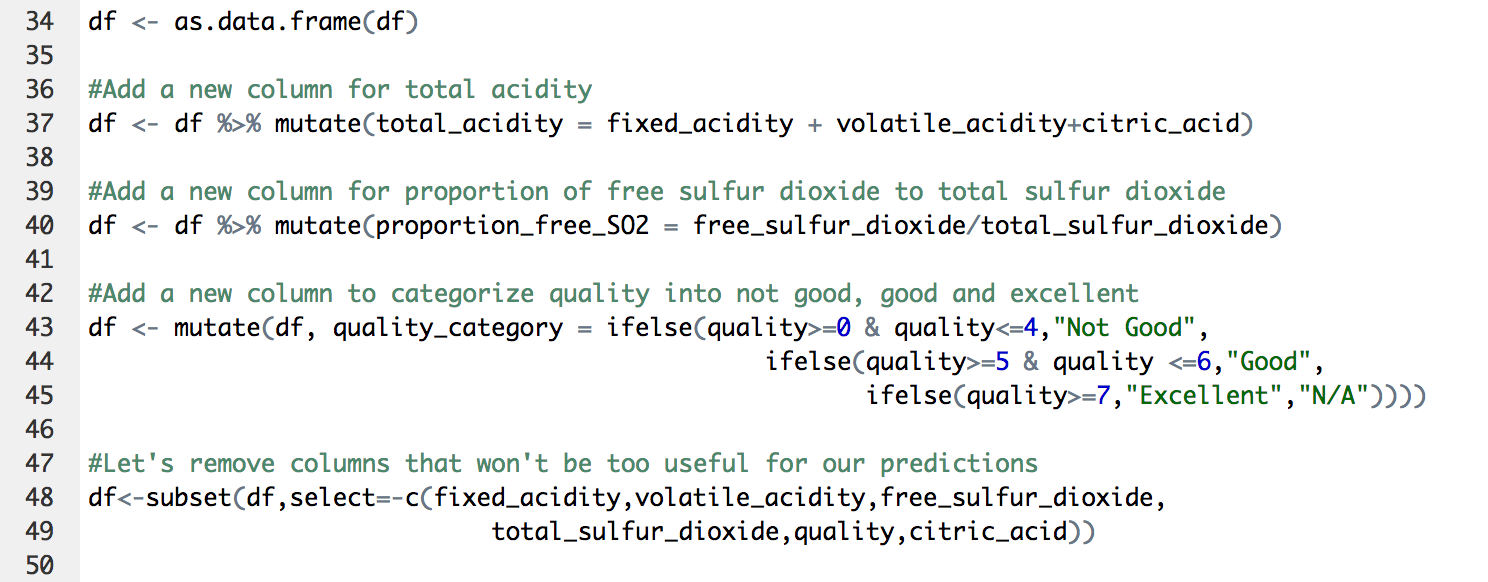 34 df <- as.data.frame(df)
35
36 #Add a new column for total acidity
37 df <- df %>% mutate(total_acidity = fixed_acidity + volatile_acidity+citric_acid)
38
39 #Add a new column for proportion of free sulfur dioxide to total sulfur dioxide
40 df <- df %>% mutate(proportion_free_SO2 = free_sulfur_dioxide/total_sulfur_dioxide)
41
42 #Add a new column to categorize quality into not good, good and excellent
43 df <- mutate(df, quality_category = ifelse(quality>=0 & quality<=4,"Not Good",
44 ifelse(quality>=5 & quality <=6,"Good",
45 ifelse(quality>=7,"Excellent","N/A"))))
46
47 #Let's remove columns that won't be too useful for our predictions
48 df<-subset(df,select=-c(fixed_acidity,volatile_acidity,free_sulfur_dioxide,
49 total_sulfur_dioxide,quality,citric_acid))
50